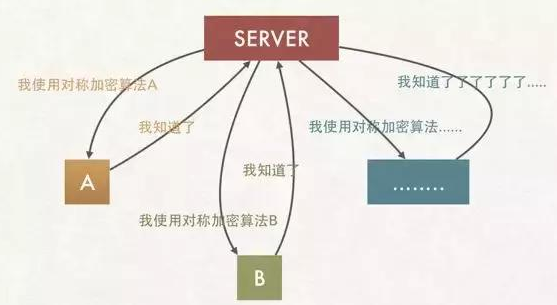 SERVER
我使用对称加密算法A
我知道了了了了了了.....
我知道了
我使用对称加密算法......
A
我知道了
........
我使用对称加密算法B
B